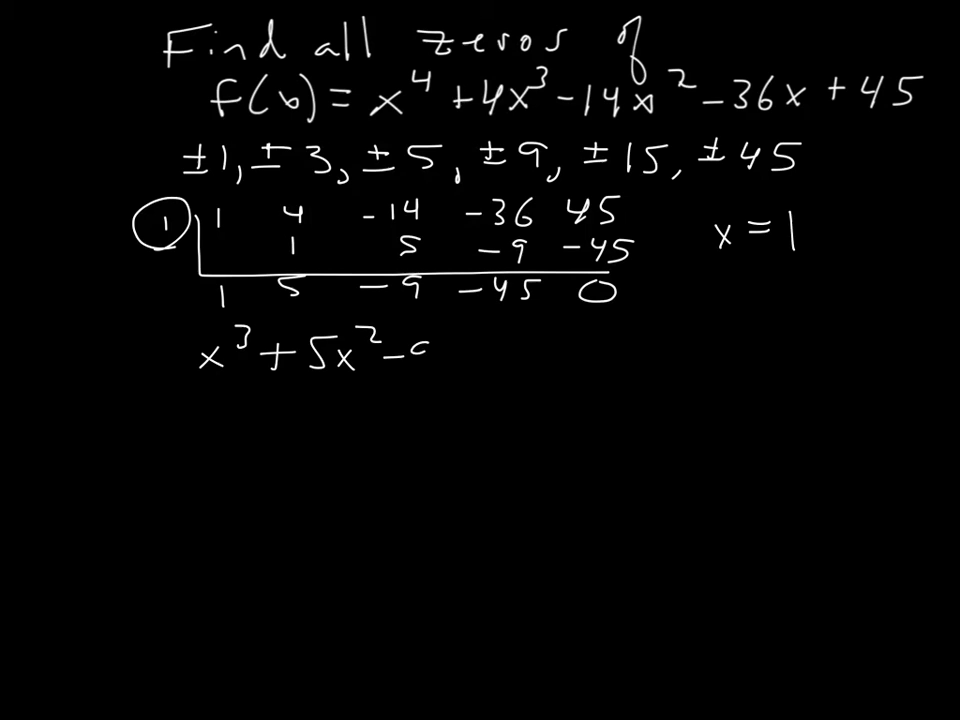 Find all zeros of
f(x) = x⁴ + 4x³ - 14x² - 36x + 45
±1, ±3, ±5, ±9, ±15, ±45
1 1 4 -14 -36 45
1 5 -9 -45
x = 1
1 5 -9 -45 0
x³ + 5x² - 9